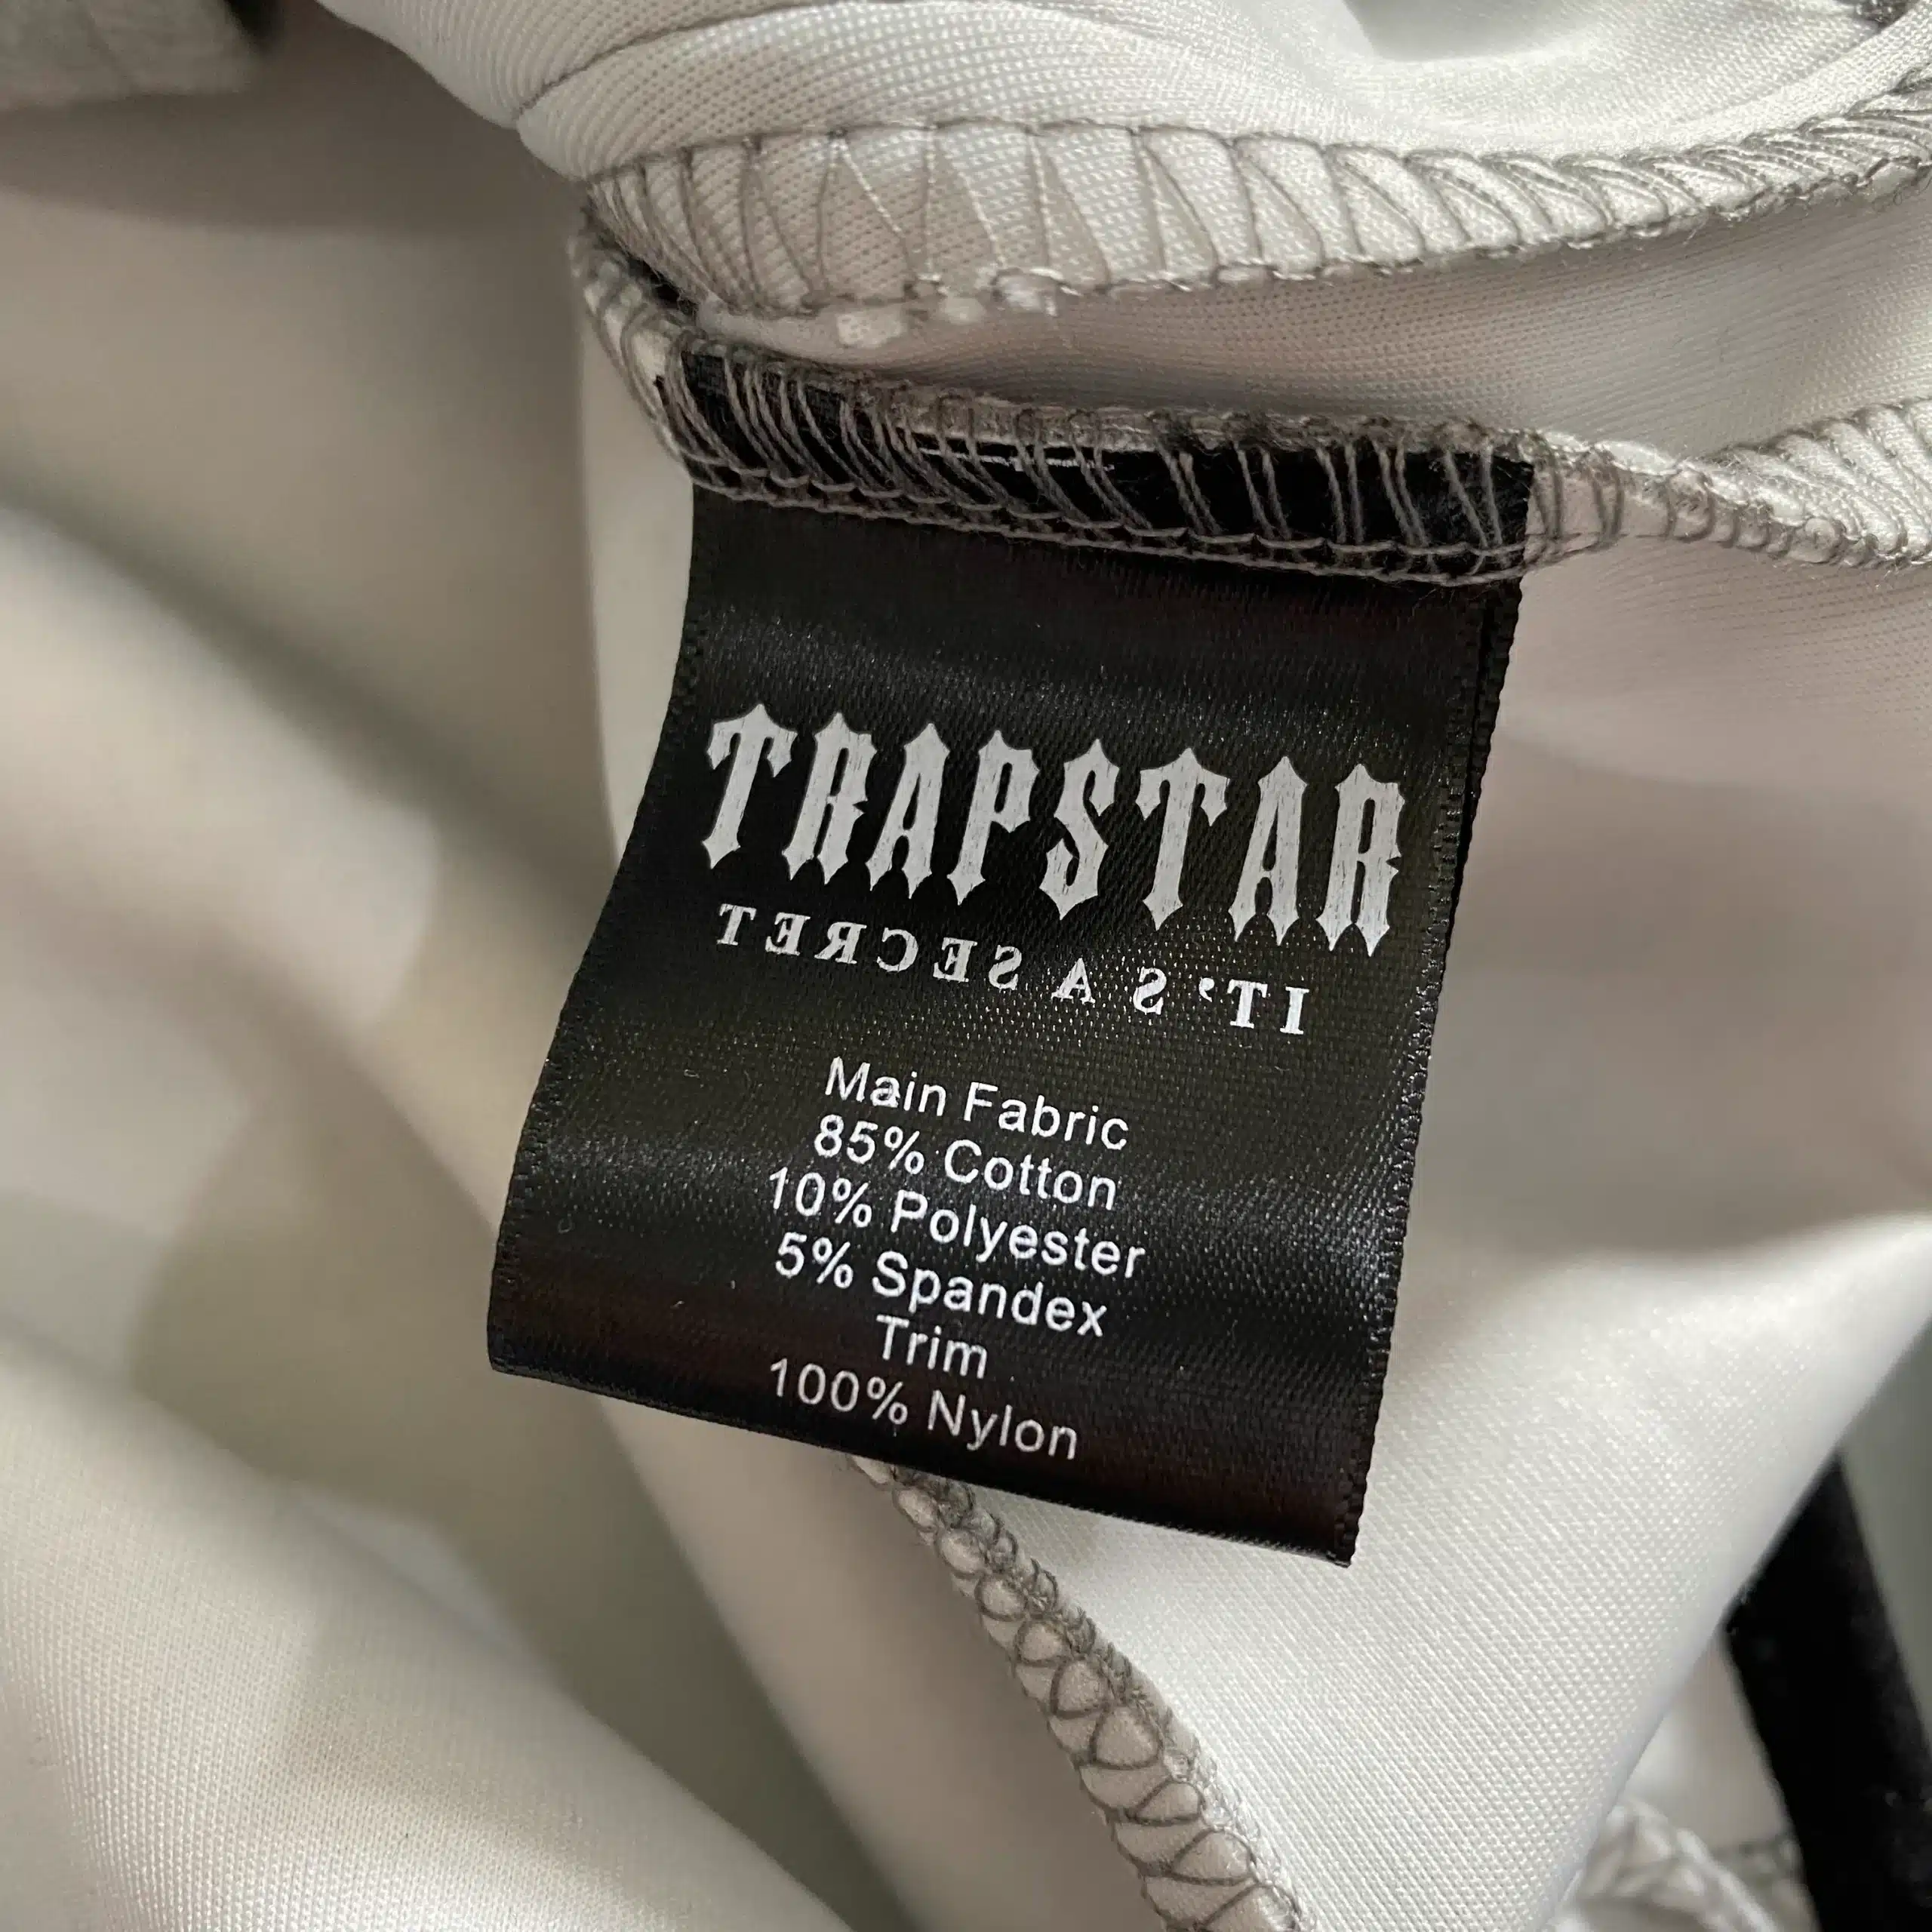 TRAPSTAR
IT'S A SECRET
Main Fabric
85% Cotton
10% Polyester
5% Spandex
Trim
100% Nylon